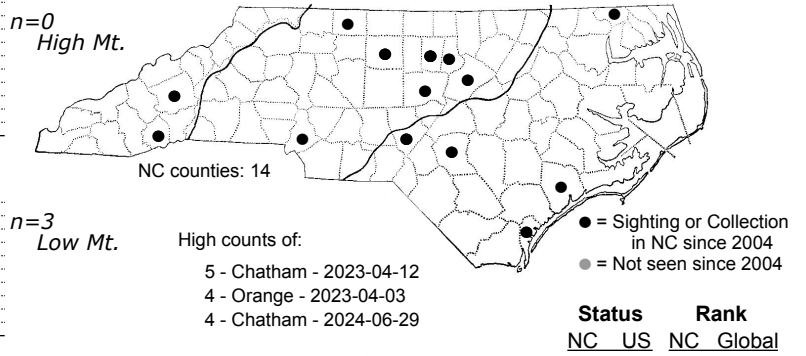 n=0
High Mt.
NC counties: 14
n=3
Low Mt.
High counts of:
5 - Chatham - 2023-04-12
4 - Orange - 2023-04-03
4 - Chatham - 2024-06-29
● = Sighting or Collection
in NC since 2004
● = Not seen since 2004
Status Rank
NC US NC Global